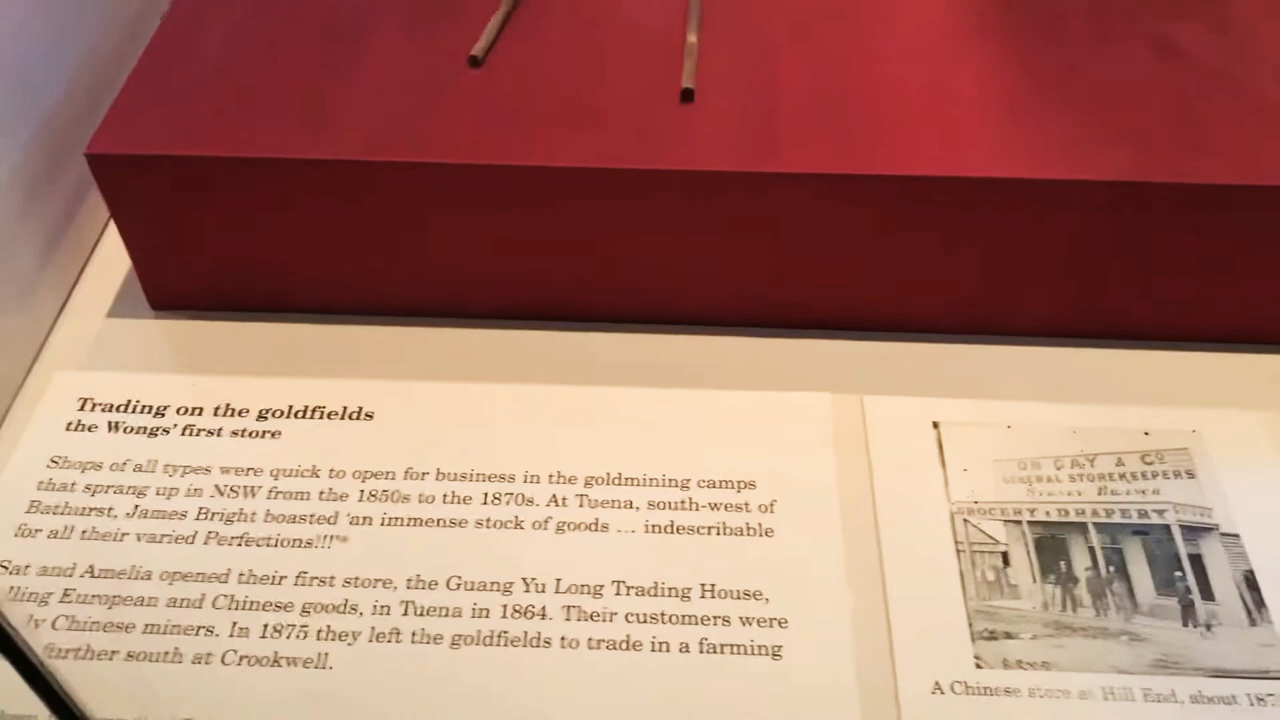 Trading on the goldfields
the Wongs' first store
Shops of all types were quick to open for business in the goldmining camps
that sprang up in NSW from the 1850s to the 1870s. At Tuena, south-west of
Bathurst, James Bright boasted 'an immense stock of goods ... indescribable
for all their varied Perfections!!!'*
Sat and Amelia opened their first store, the Guang Yu Long Trading House,
lling European and Chinese goods, in Tuena in 1864. Their customers were
ly Chinese miners. In 1875 they left the goldfields to trade in a farming
further south at Crookwell.
ON GAY & Co
GENERAL STOREKEEPERS
GROCERY & DRAPERY STORE
A Chinese store at Hill End, about 187